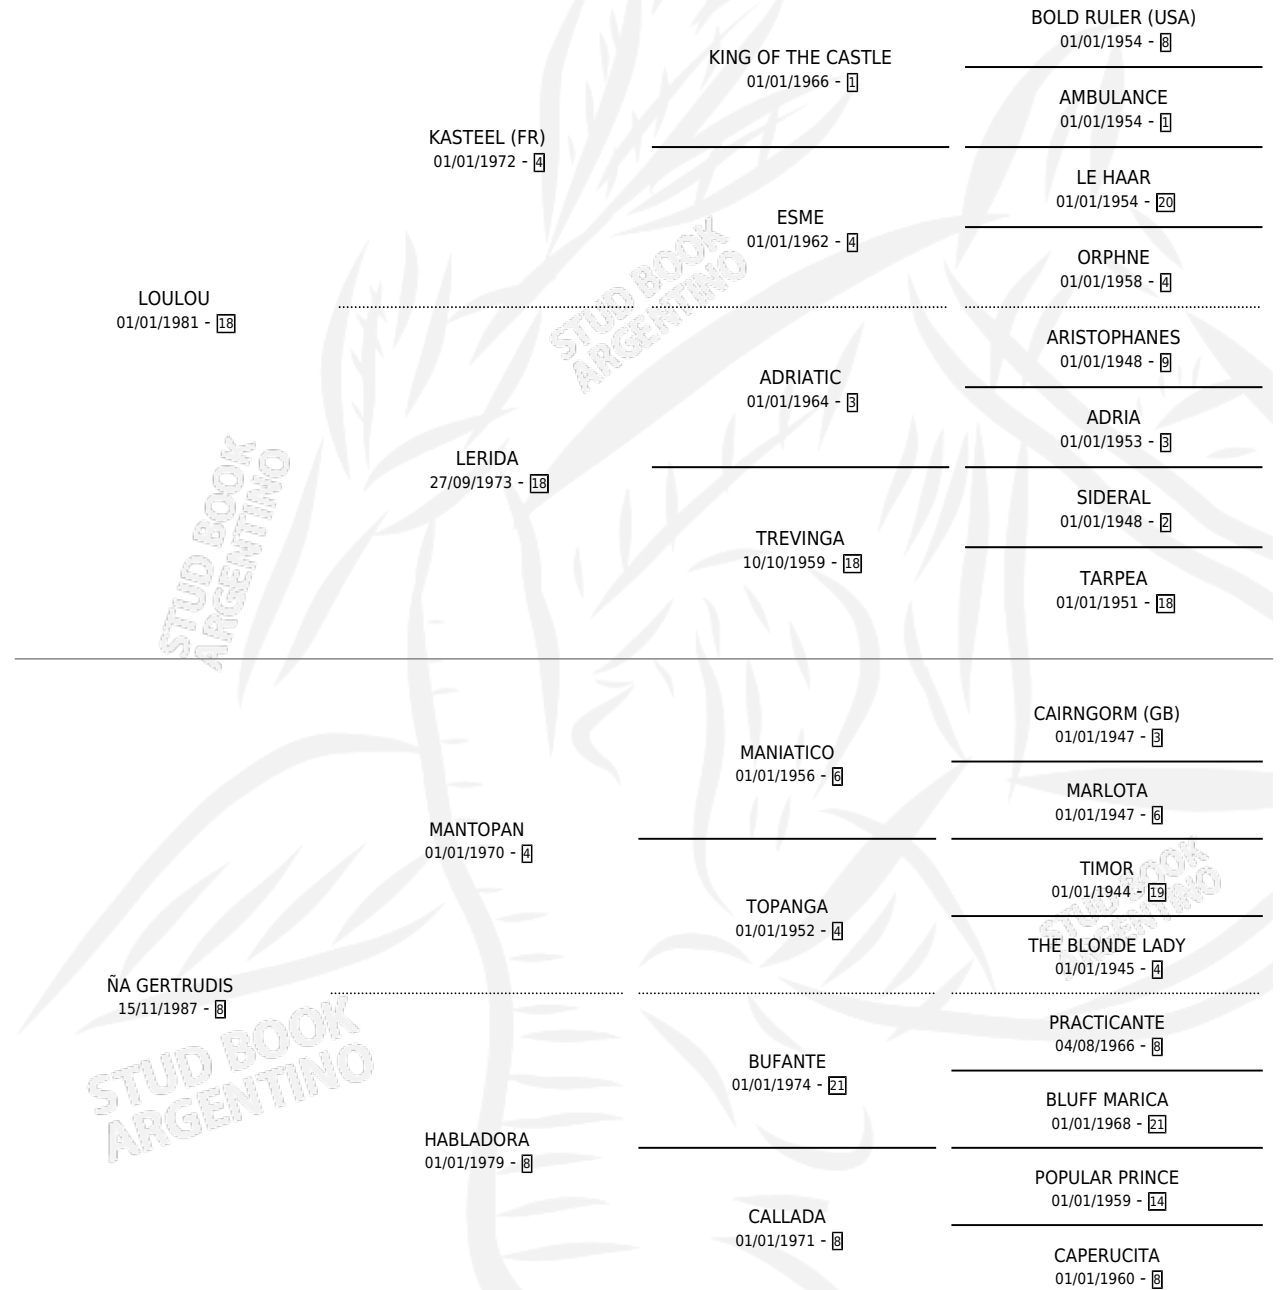 BOLD RULER (USA)
01/01/1954 - 8
KING OF THE CASTLE
01/01/1966 - 1
AMBULANCE
01/01/1954 - 1
KASTEEL (FR)
01/01/1972 - 4
LE HAAR
01/01/1954 - 20
ESME
01/01/1962 - 4
ORPHNE
01/01/1958 - 4
LOULOU
01/01/1981 - 18
ARISTOPHANES
01/01/1948 - 9
ADRIATIC
01/01/1964 - 3
ADRIA
01/01/1953 - 3
LERIDA
27/09/1973 - 18
SIDERAL
01/01/1948 - 2
TREVINGA
10/10/1959 - 18
TARPEA
01/01/1951 - 18
CAIRNGORM (GB)
01/01/1947 - 3
MANIATICO
01/01/1956 - 6
MARLOTA
01/01/1947 - 6
MANTOPAN
01/01/1970 - 4
TIMOR
01/01/1944 - 19
TOPANGA
01/01/1952 - 4
THE BLONDE LADY
01/01/1945 - 4
ÑA GERTRUDIS
15/11/1987 - 8
PRACTICANTE
04/08/1966 - 8
BUFANTE
01/01/1974 - 21
BLUFF MARICA
01/01/1968 - 21
HABLADORA
01/01/1979 - 8
POPULAR PRINCE
01/01/1959 - 14
CALLADA
01/01/1971 - 8
CAPERUCITA
01/01/1960 - 8
STUD BOOK
ARGENTINO
STUD BOOK
ARGENTINO
STUD BOOK
ARGENTINO
STUD BOOK
ARGENTINO